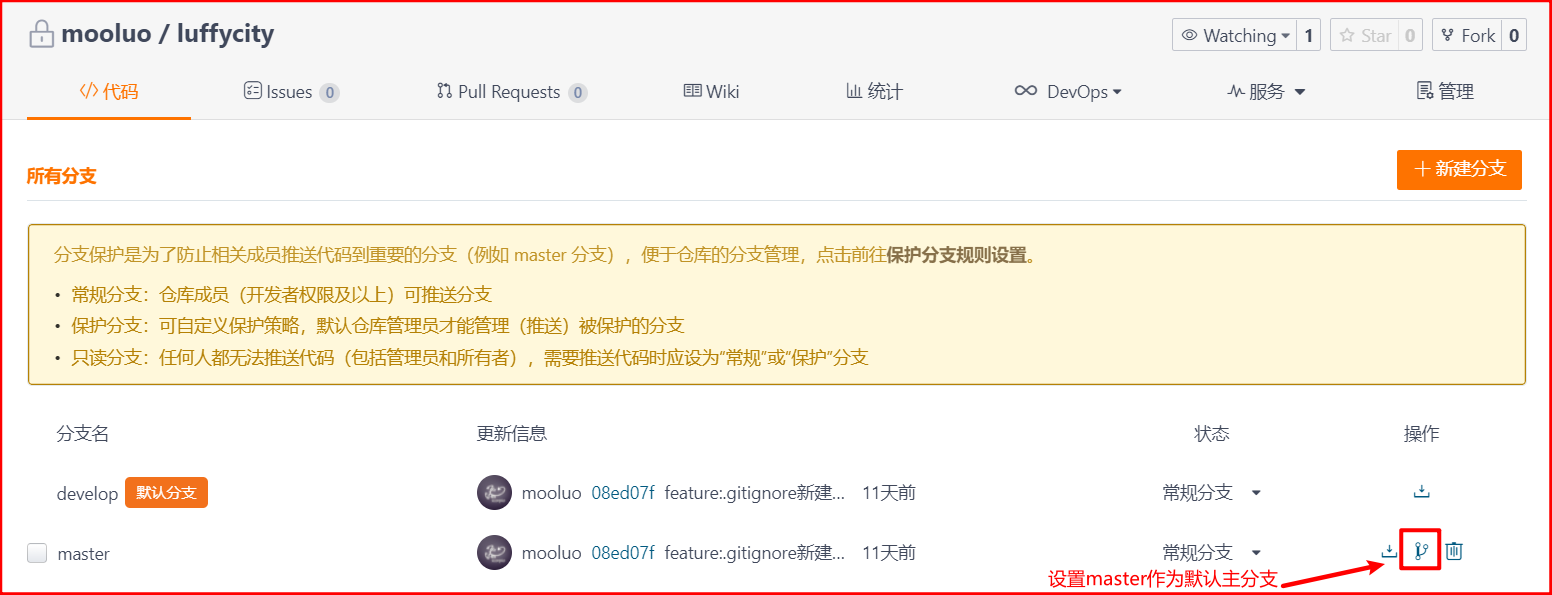 mooluo / luffycity
Watching 1 Star 0 Fork 0
</> 代码 Issues 0 Pull Requests 0 Wiki 统计 DevOps 服务 管理
所有分支
新建分支
分支保护是为了防止相关成员推送代码到重要的分支（例如 master 分支），便于仓库的分支管理，点击前往保护分支规则设置。
• 常规分支：仓库成员（开发者权限及以上）可推送分支
• 保护分支：可自定义保护策略，默认仓库管理员才能管理（推送）被保护的分支
• 只读分支：任何人都无法推送代码（包括管理员和所有者），需要推送代码时应设为“常规”或“保护”分支
分支名 更新信息 状态 操作
develop 默认分支 mooluo 08ed07f feature:.gitignore新建... 11天前 常规分支
master mooluo 08ed07f feature:.gitignore新建... 11天前 常规分支
设置master作为默认主分支